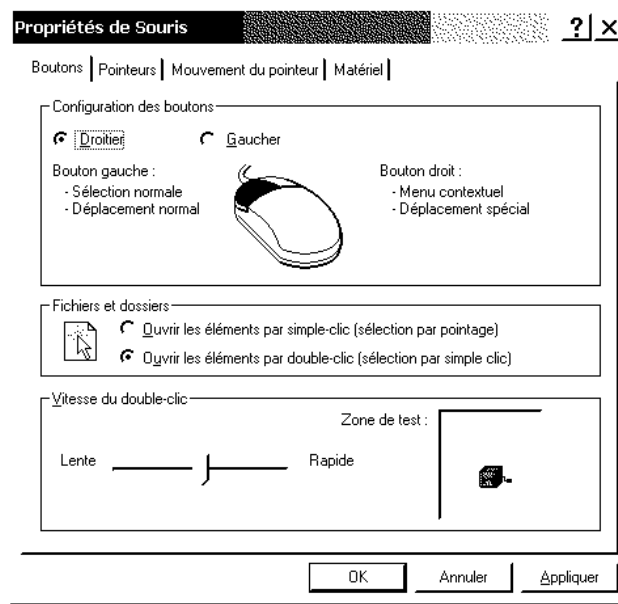 Propriétés de Souris
Boutons Pointeurs Mouvement du pointeur Matériel
Configuration des boutons
Droitier Gaucher
Bouton gauche :
- Sélection normale
- Déplacement normal
Bouton droit :
- Menu contextuel
- Déplacement spécial
Fichiers et dossiers
Ouvrir les éléments par simple-clic (sélection par pointage)
Ouvrir les éléments par double-clic (sélection par simple clic)
Vitesse du double-clic
Zone de test :
Lente Rapide
OK Annuler Appliquer